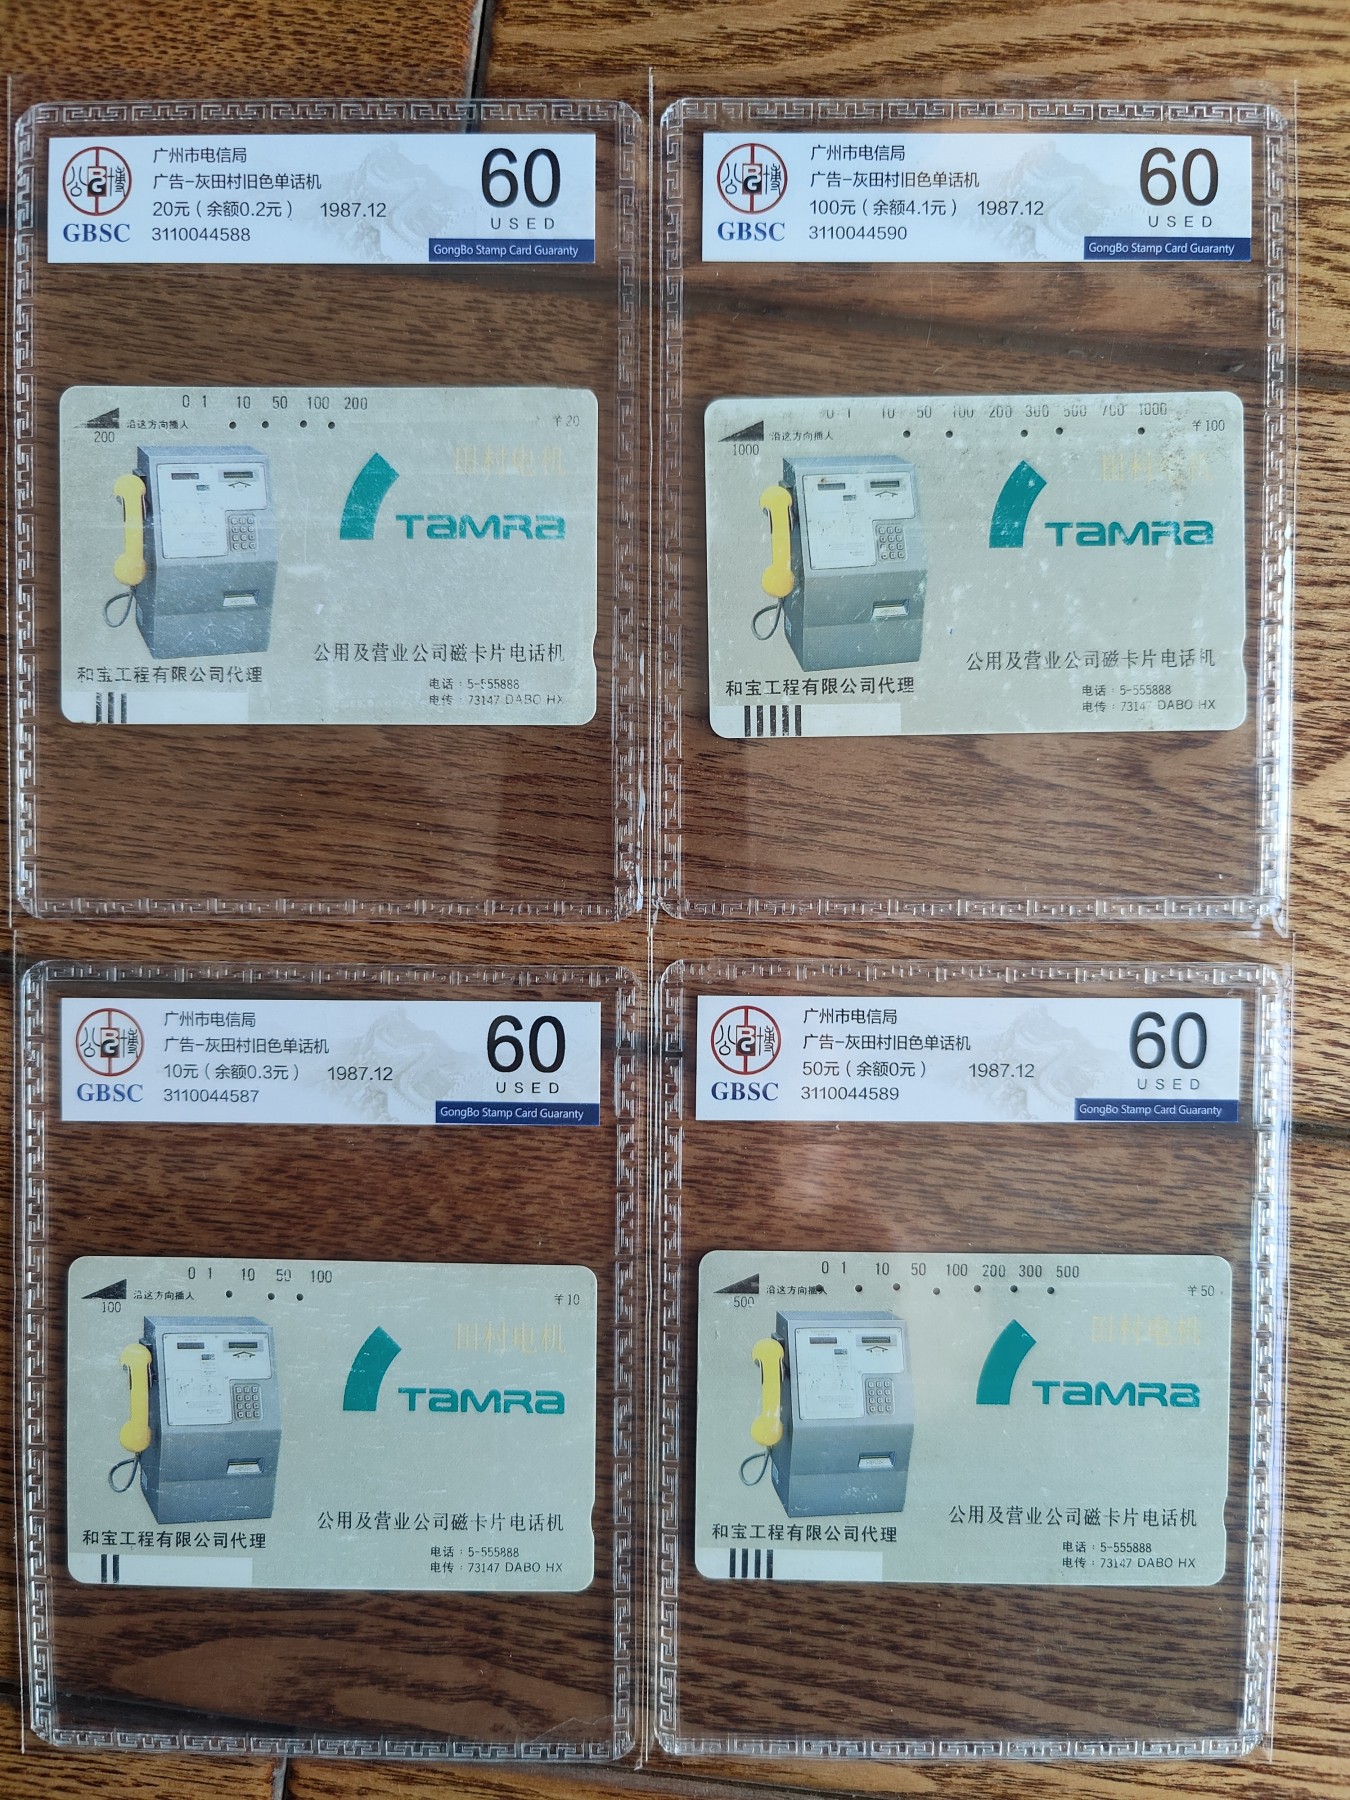 广州市电信局
广告-灰田村旧色单话机
20元（余额0.2元） 1987.12
3110044588
GBSC
60
USED
GongBo Stamp Card Guaranty
0 1 10 50 100 200
沿这方向插人
200
￥20
田村电机
TAMRA
公用及营业公司磁卡片电话机
和宝工程有限公司代理
电话：5-555888
电传：73147 DABO HX
广州市电信局
广告-灰田村旧色单话机
100元（余额4.1元） 1987.12
3110044590
GBSC
60
USED
GongBo Stamp Card Guaranty
0 1 10 50 100 200 300 500 700 1000
沿这方向插人
1000
￥100
TAMRA
公用及营业公司磁卡片电话机
和宝工程有限公司代理
电话：5-555888
电传：7314 DABO HX
广州市电信局
广告-灰田村旧色单话机
10元（余额0.3元） 1987.12
3110044587
GBSC
60
USED
GongBo Stamp Card Guaranty
0 1 10 50 100
沿这方向插人
100
￥10
田村电机
TAMRA
公用及营业公司磁卡片电话机
和宝工程有限公司代理
电话：5-555888
电传：73147 DABO HX
广州市电信局
广告-灰田村旧色单话机
50元（余额0元） 1987.12
3110044589
GBSC
60
USED
GongBo Stamp Card Guaranty
0 1 10 50 100 200 300 500
沿这方向插人
500
￥50
田村电机
TAMRA
公用及营业公司磁卡片电话机
和宝工程有限公司代理
电话：5-555888
电传：73147 DABO HX